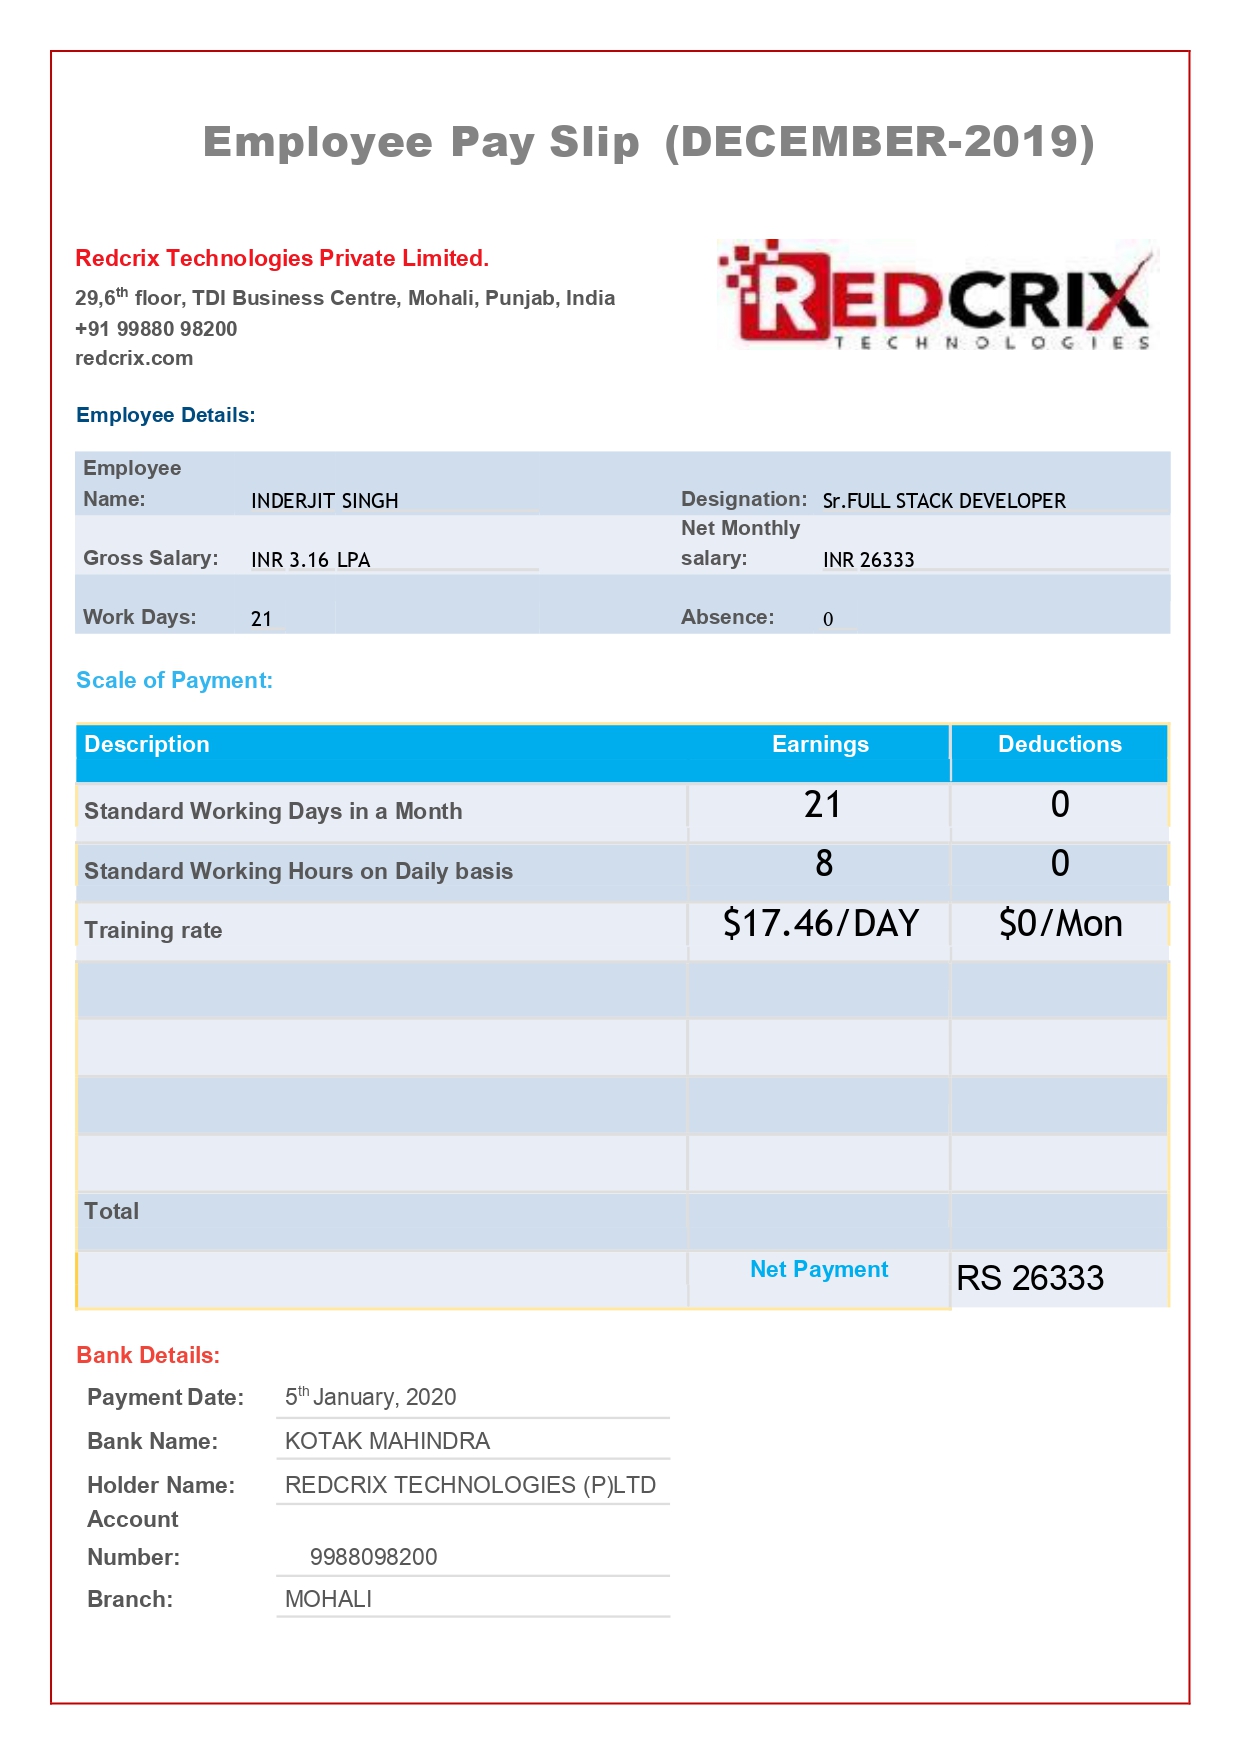 Employee Pay Slip (DECEMBER-2019)
Redcrix Technologies Private Limited.
29,6th floor, TDI Business Centre, Mohali, Punjab, India
+91 99880 98200
redcrix.com
REDCRIX
TECHNOLOGIES
Employee Details:
Employee
Name: INDERJIT SINGH Designation: Sr.FULL STACK DEVELOPER
Net Monthly
Gross Salary: INR 3.16 LPA salary: INR 26333
Work Days: 21 Absence: 0
Scale of Payment:
Description Earnings Deductions
Standard Working Days in a Month 21 0
Standard Working Hours on Daily basis 8 0
Training rate $17.46/DAY $0/Mon
Total
Net Payment RS 26333
Bank Details:
Payment Date: 5th January, 2020
Bank Name: KOTAK MAHINDRA
Holder Name: REDCRIX TECHNOLOGIES (P)LTD
Account
Number: 9988098200
Branch: MOHALI